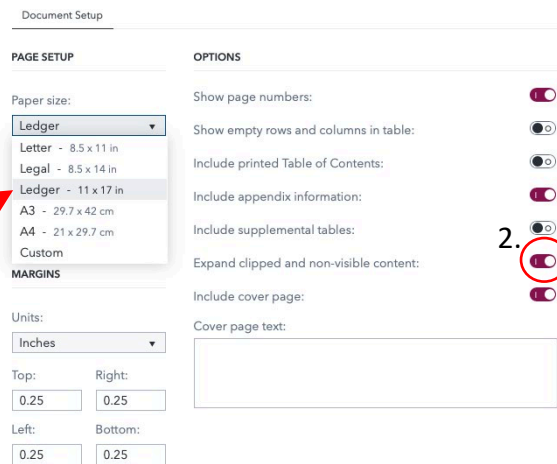 Document Setup
PAGE SETUP
Paper size:
Ledger
Letter - 8.5 x 11 in
Legal - 8.5 x 14 in
Ledger - 11 x 17 in
A3 - 29.7 x 42 cm
A4 - 21 x 29.7 cm
Custom
MARGINS
Units:
Inches
Top: Right:
0.25 0.25
Left: Bottom:
0.25 0.25
OPTIONS
Show page numbers:
Show empty rows and columns in table:
Include printed Table of Contents:
Include appendix information:
Include supplemental tables:
2.
Expand clipped and non-visible content:
Include cover page:
Cover page text: